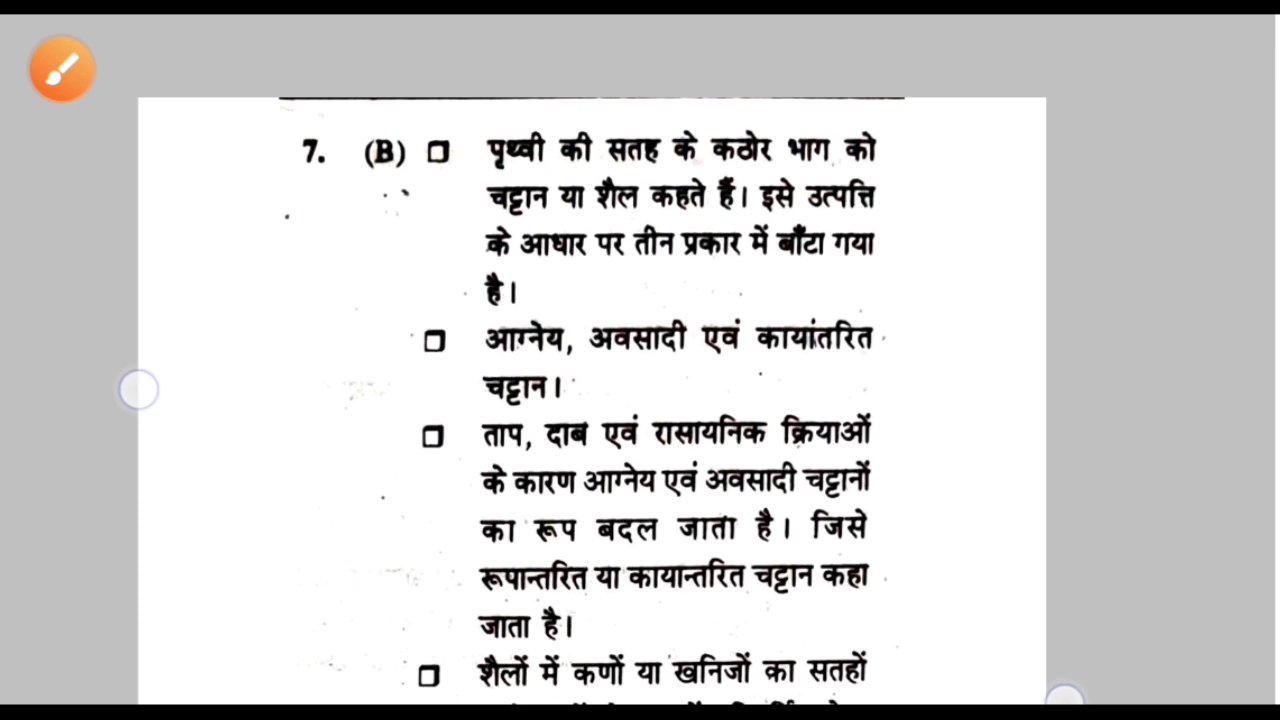 7. (B) पृथ्वी की सतह के कठोर भाग को
चट्टान या शैल कहते हैं। इसे उत्पत्ति
के आधार पर तीन प्रकार में बाँटा गया
है।
आग्नेय, अवसादी एवं कायांतरित
चट्टान।
ताप, दाब एवं रासायनिक क्रियाओं
के कारण आग्नेय एवं अवसादी चट्टानों
का रूप बदल जाता है। जिसे
रूपान्तरित या कायान्तरित चट्टान कहा
जाता है।
शैलों में कणों या खनिजों का सतहों